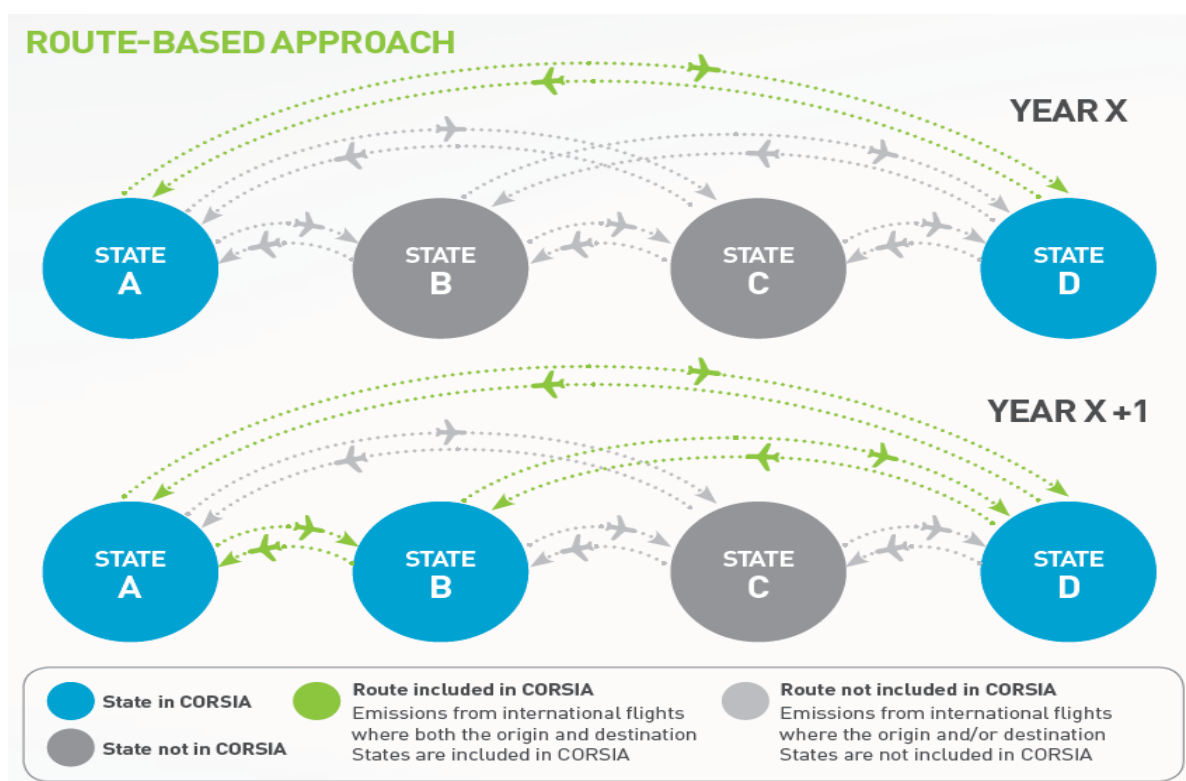 ROUTE-BASED APPROACH
YEAR X
STATE
A
STATE
B
STATE
C
STATE
D
YEAR X +1
STATE
A
STATE
B
STATE
C
STATE
D
State in CORSIA
State not in CORSIA
Route included in CORSIA
Emissions from international flights
where both the origin and destination
States are included in CORSIA
Route not included in CORSIA
Emissions from international flights
where the origin and/or destination
States are not included in CORSIA